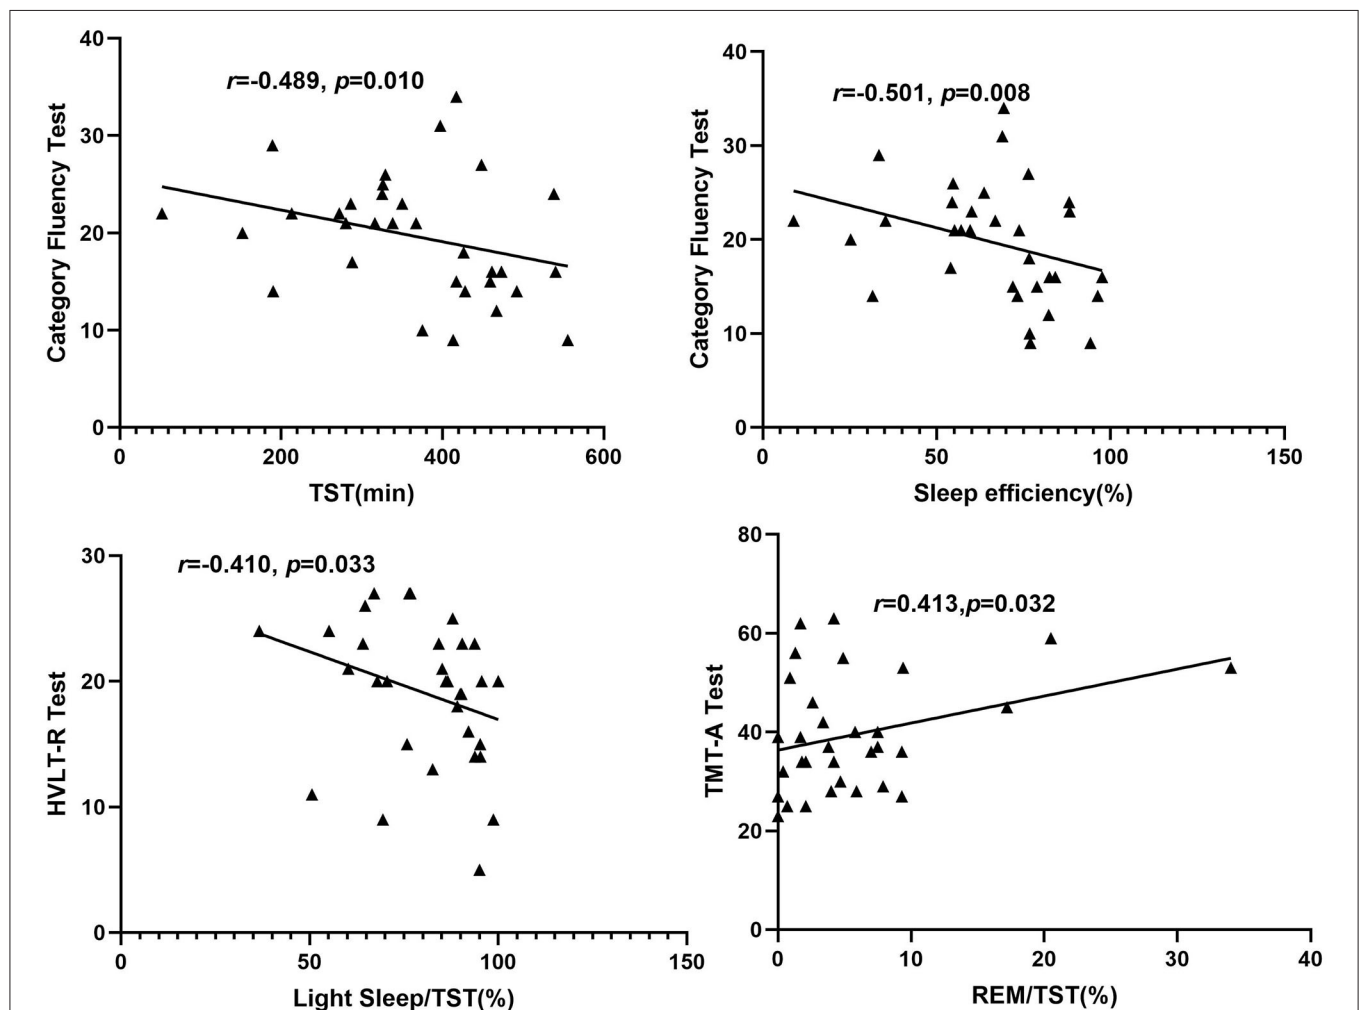 r=-0.489, p=0.010
Category Fluency Test
40
30
20
10
0
0 200 400 600
TST(min)
r=-0.501, p=0.008
Category Fluency Test
40
30
20
10
0
0 50 100 150
Sleep efficiency(%)
r=-0.410, p=0.033
HVLT-R Test
30
20
10
0
0 50 100 150
Light Sleep/TST(%)
r=0.413,p=0.032
TMT-A Test
80
60
40
20
0
0 10 20 30 40
REM/TST(%)